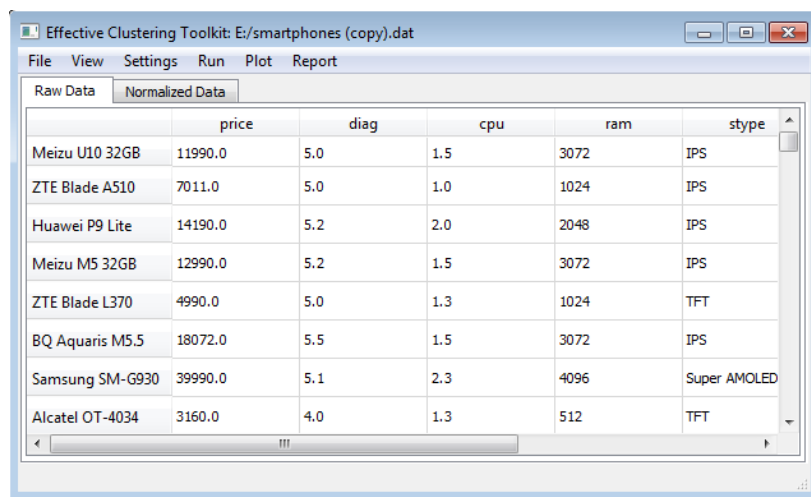 Effective Clustering Toolkit: E:/smartphones (copy).dat
File View Settings Run Plot Report
Raw Data Normalized Data
price diag cpu ram stype
Meizu U10 32GB 11990.0 5.0 1.5 3072 IPS
ZTE Blade A510 7011.0 5.0 1.0 1024 IPS
Huawei P9 Lite 14190.0 5.2 2.0 2048 IPS
Meizu M5 32GB 12990.0 5.2 1.5 3072 IPS
ZTE Blade L370 4990.0 5.0 1.3 1024 TFT
BQ Aquaris M5.5 18072.0 5.5 1.5 3072 IPS
Samsung SM-G930 39990.0 5.1 2.3 4096 Super AMOLED
Alcatel OT-4034 3160.0 4.0 1.3 512 TFT